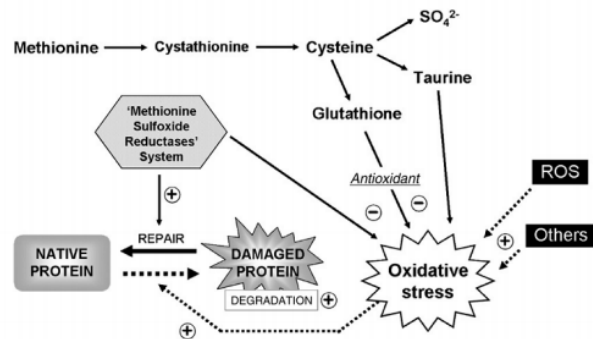 SO₄²⁻
Methionine
Cystathionine
Cysteine
Taurine
'Methionine
Sulfoxide
Reductases'
System
Glutathione
Antioxidant
ROS
−
−
+
+
Others
REPAIR
NATIVE
PROTEIN
DAMAGED
PROTEIN
Oxidative
stress
DEGRADATION
+
+